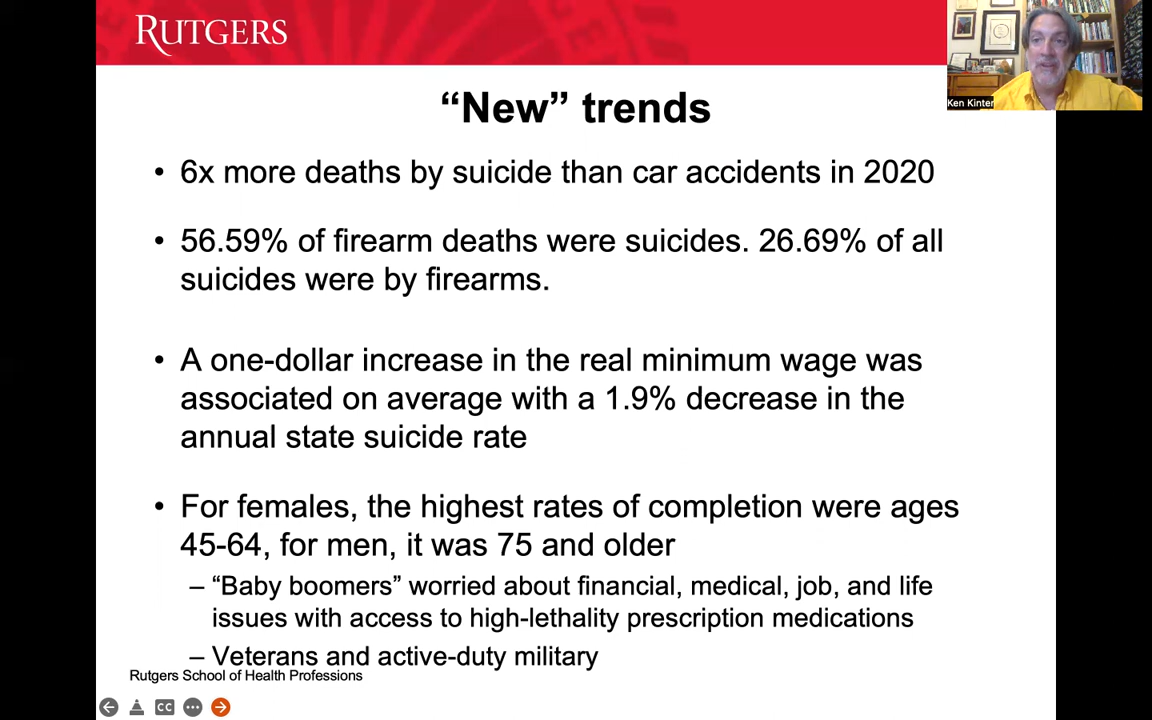 RUTGERS
Ken Kinter
“New” trends
• 6x more deaths by suicide than car accidents in 2020
• 56.59% of firearm deaths were suicides. 26.69% of all
suicides were by firearms.
• A one-dollar increase in the real minimum wage was
associated on average with a 1.9% decrease in the
annual state suicide rate
• For females, the highest rates of completion were ages
45-64, for men, it was 75 and older
– “Baby boomers” worried about financial, medical, job, and life
issues with access to high-lethality prescription medications
– Veterans and active-duty military
Rutgers School of Health Professions
CC